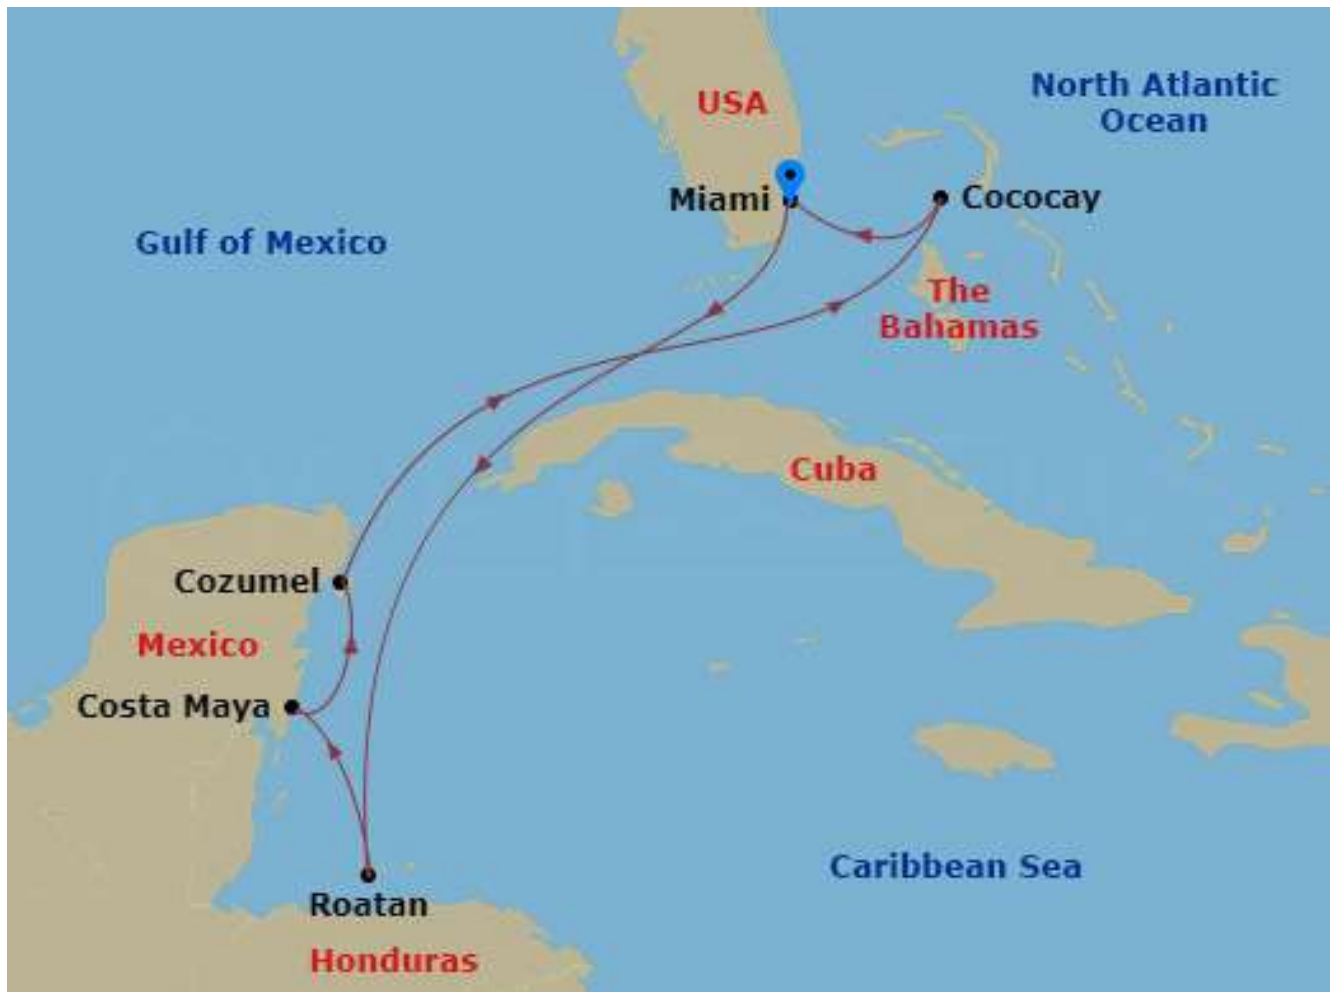 North Atlantic
Ocean
USA
Miami
Cococay
Gulf of Mexico
The
Bahamas
Cuba
Cozumel
Mexico
Costa Maya
Caribbean Sea
Roatan
Honduras